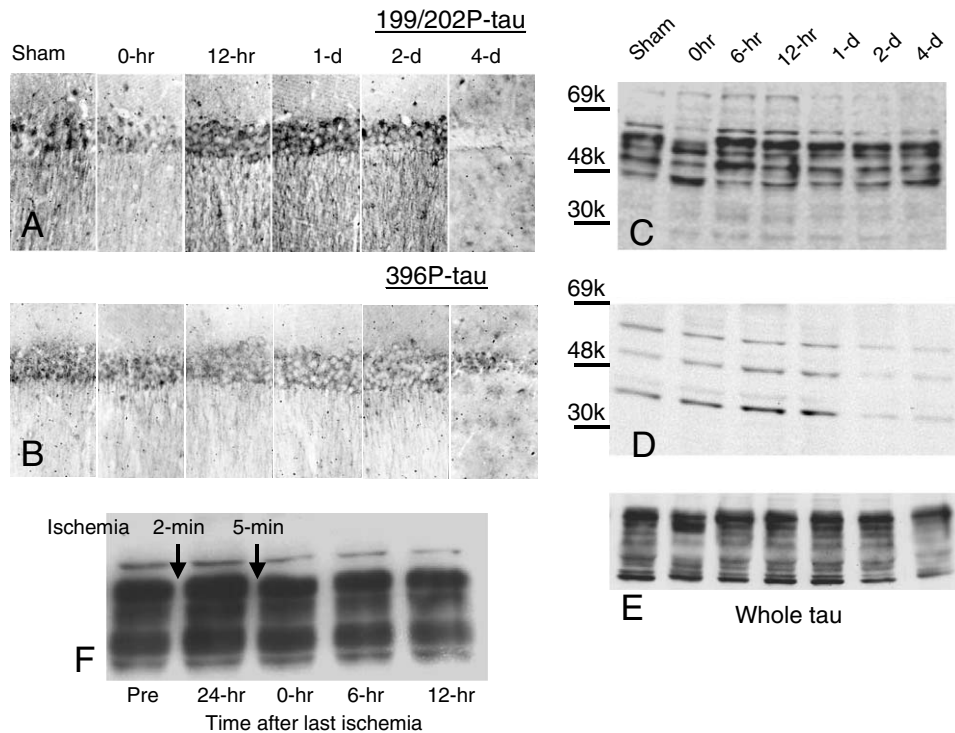 199/202P-tau
Sham 0-hr 12-hr 1-d 2-d 4-d
A
396P-tau
B
Ischemia 2-min 5-min
F
Pre 24-hr 0-hr 6-hr 12-hr
Time after last ischemia
Sham 0hr 6-hr 12-hr 1-d 2-d 4-d
69k
48k
30k
C
69k
48k
30k
D
E
Whole tau